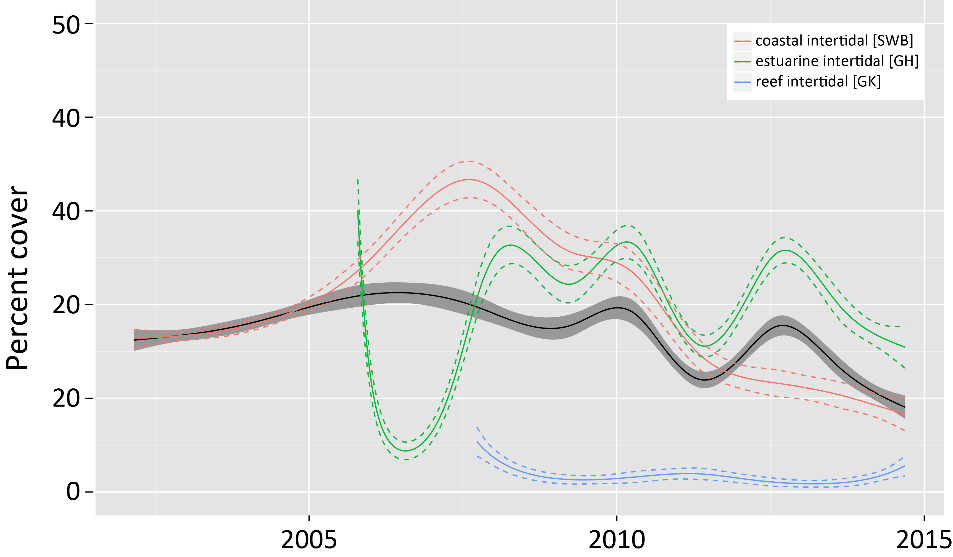 50
coastal intertidal [SWB]
estuarine intertidal [GH]
reef intertidal [GK]
40
40
Percent cover
20
20
0
2005
2010
2015